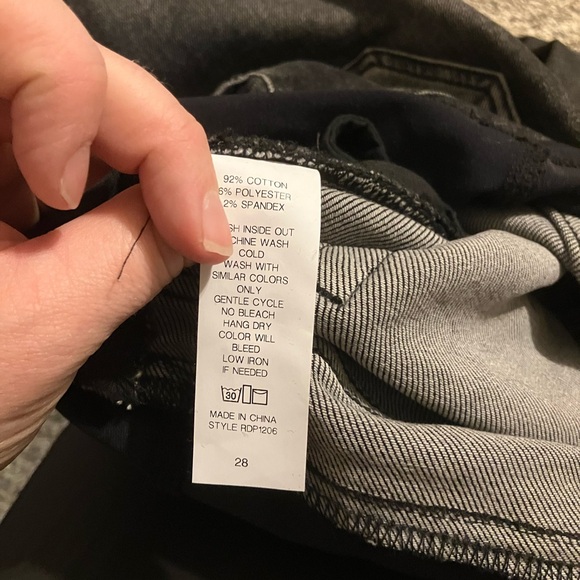 92% COTTON
6% POLYESTER
2% SPANDEX
INSIDE OUT
WASH
COLD
WASH WITH
SIMILAR COLORS
ONLY
GENTLE CYCLE
NO BLEACH
HANG DRY
COLOR WILL
BLEED
LOW IRON
IF NEEDED
30
MADE IN CHINA
STYLE RDP1206
28